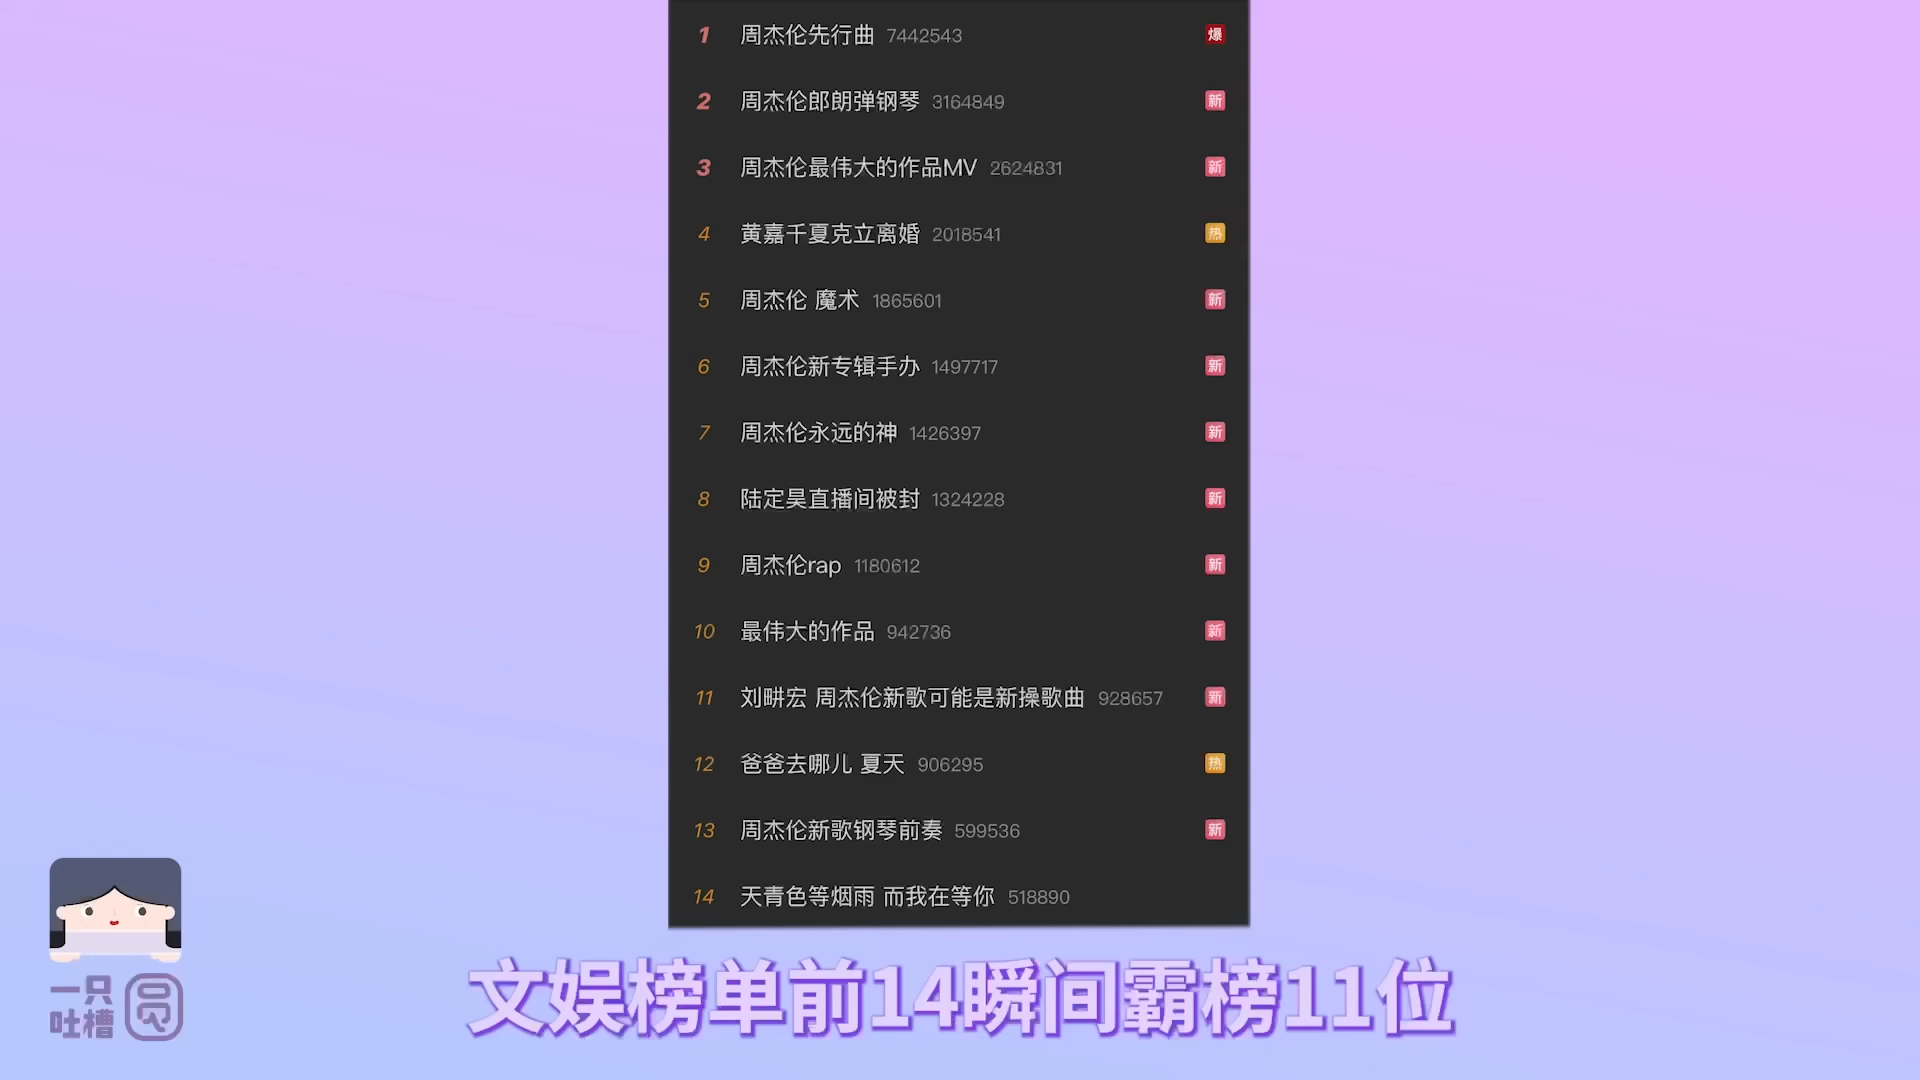 1 周杰伦先行曲 7442543 爆
2 周杰伦郎朗弹钢琴 3164849 新
3 周杰伦最伟大的作品MV 2624831 新
4 黄嘉千夏克立离婚 2018541 热
5 周杰伦 魔术 1865601 新
6 周杰伦新专辑手办 1497717 新
7 周杰伦永远的神 1426397 新
8 陆定昊直播间被封 1324228 新
9 周杰伦rap 1180612 新
10 最伟大的作品 942736 新
11 刘畊宏 周杰伦新歌可能是新操歌曲 928657 新
12 爸爸去哪儿 夏天 906295 热
13 周杰伦新歌钢琴前奏 599536 新
14 天青色等烟雨 而我在等你 518890
文娱榜单前14瞬间霸榜11位
一只
吐槽
圆